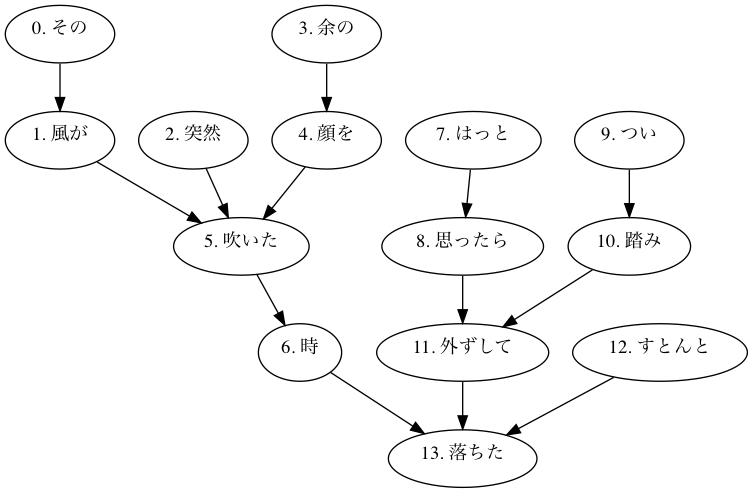 0. その
3. 余の
1. 風が
2. 突然
4. 顔を
7. はっと
9. つい
5. 吹いた
8. 思ったら
10. 踏み
6. 時
11. 外ずして
12. すとんと
13. 落ちた